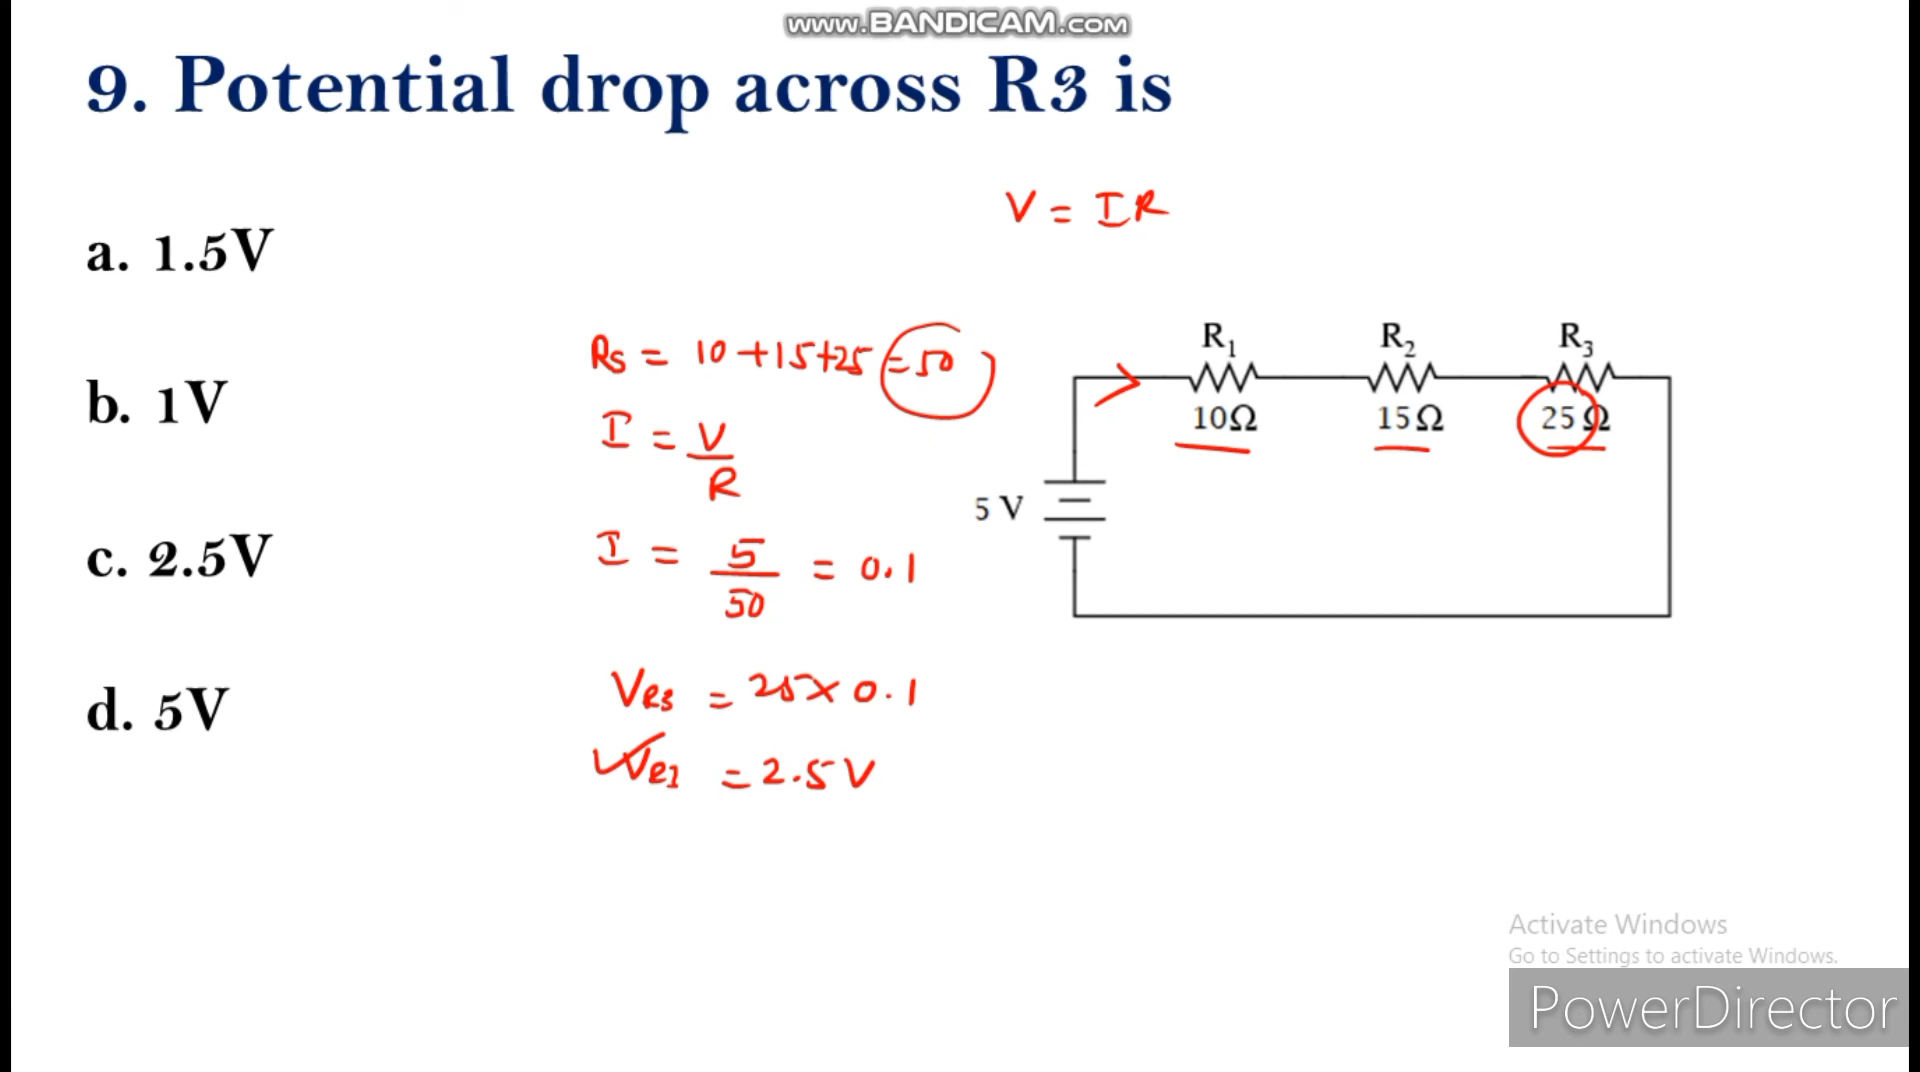 www.BANDICAM.com
9. Potential drop across R3 is
V = IR
a. 1.5V
R1
R2
R3
Rs = 10+15+25 = 50
b. 1V
10Ω
15Ω
25Ω
I = V
R
5 V
c. 2.5V
I = 5 = 0.1
50
VR3 = 25 x 0.1
d. 5V
= 2.5 V
Activate Windows
Go to Settings to activate Windows.
PowerDirector